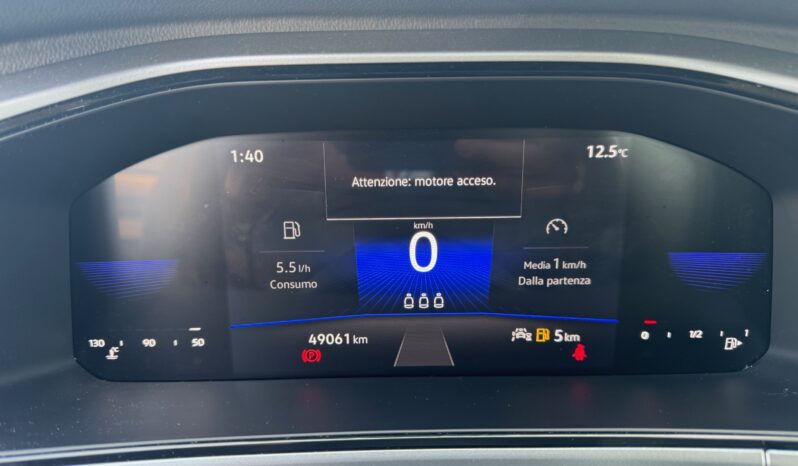 1:40
12.5°C
Attenzione: motore acceso.
km/h
0
5.5 l/h
Consumo
Media 1 km/h
Dalla partenza
130 90 50
49061 km
5 km
0 1/2 1
P